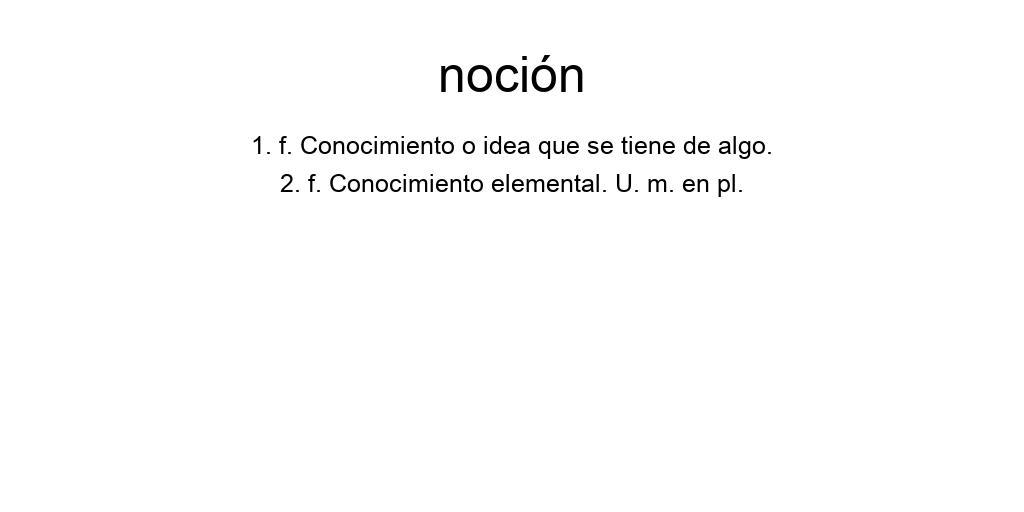 noción
1. f. Conocimiento o idea que se tiene de algo.
2. f. Conocimiento elemental. U. m. en pl.